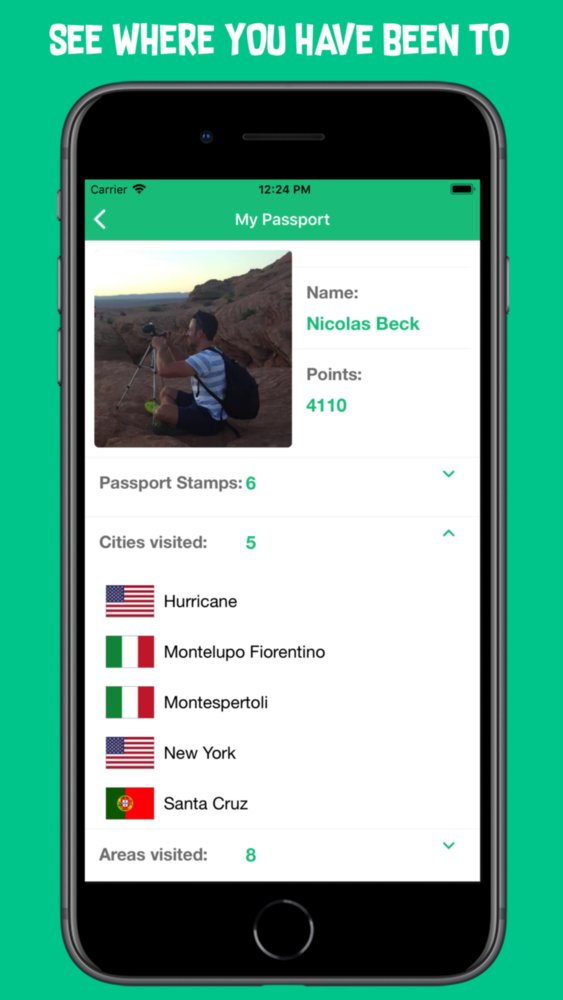 SEE WHERE YOU HAVE BEEN TO
Carrier 12:24 PM
My Passport
Name:
Nicolas Beck
Points:
4110
Passport Stamps: 6
Cities visited: 5
Hurricane
Montelupo Fiorentino
Montespertoli
New York
Santa Cruz
Areas visited: 8